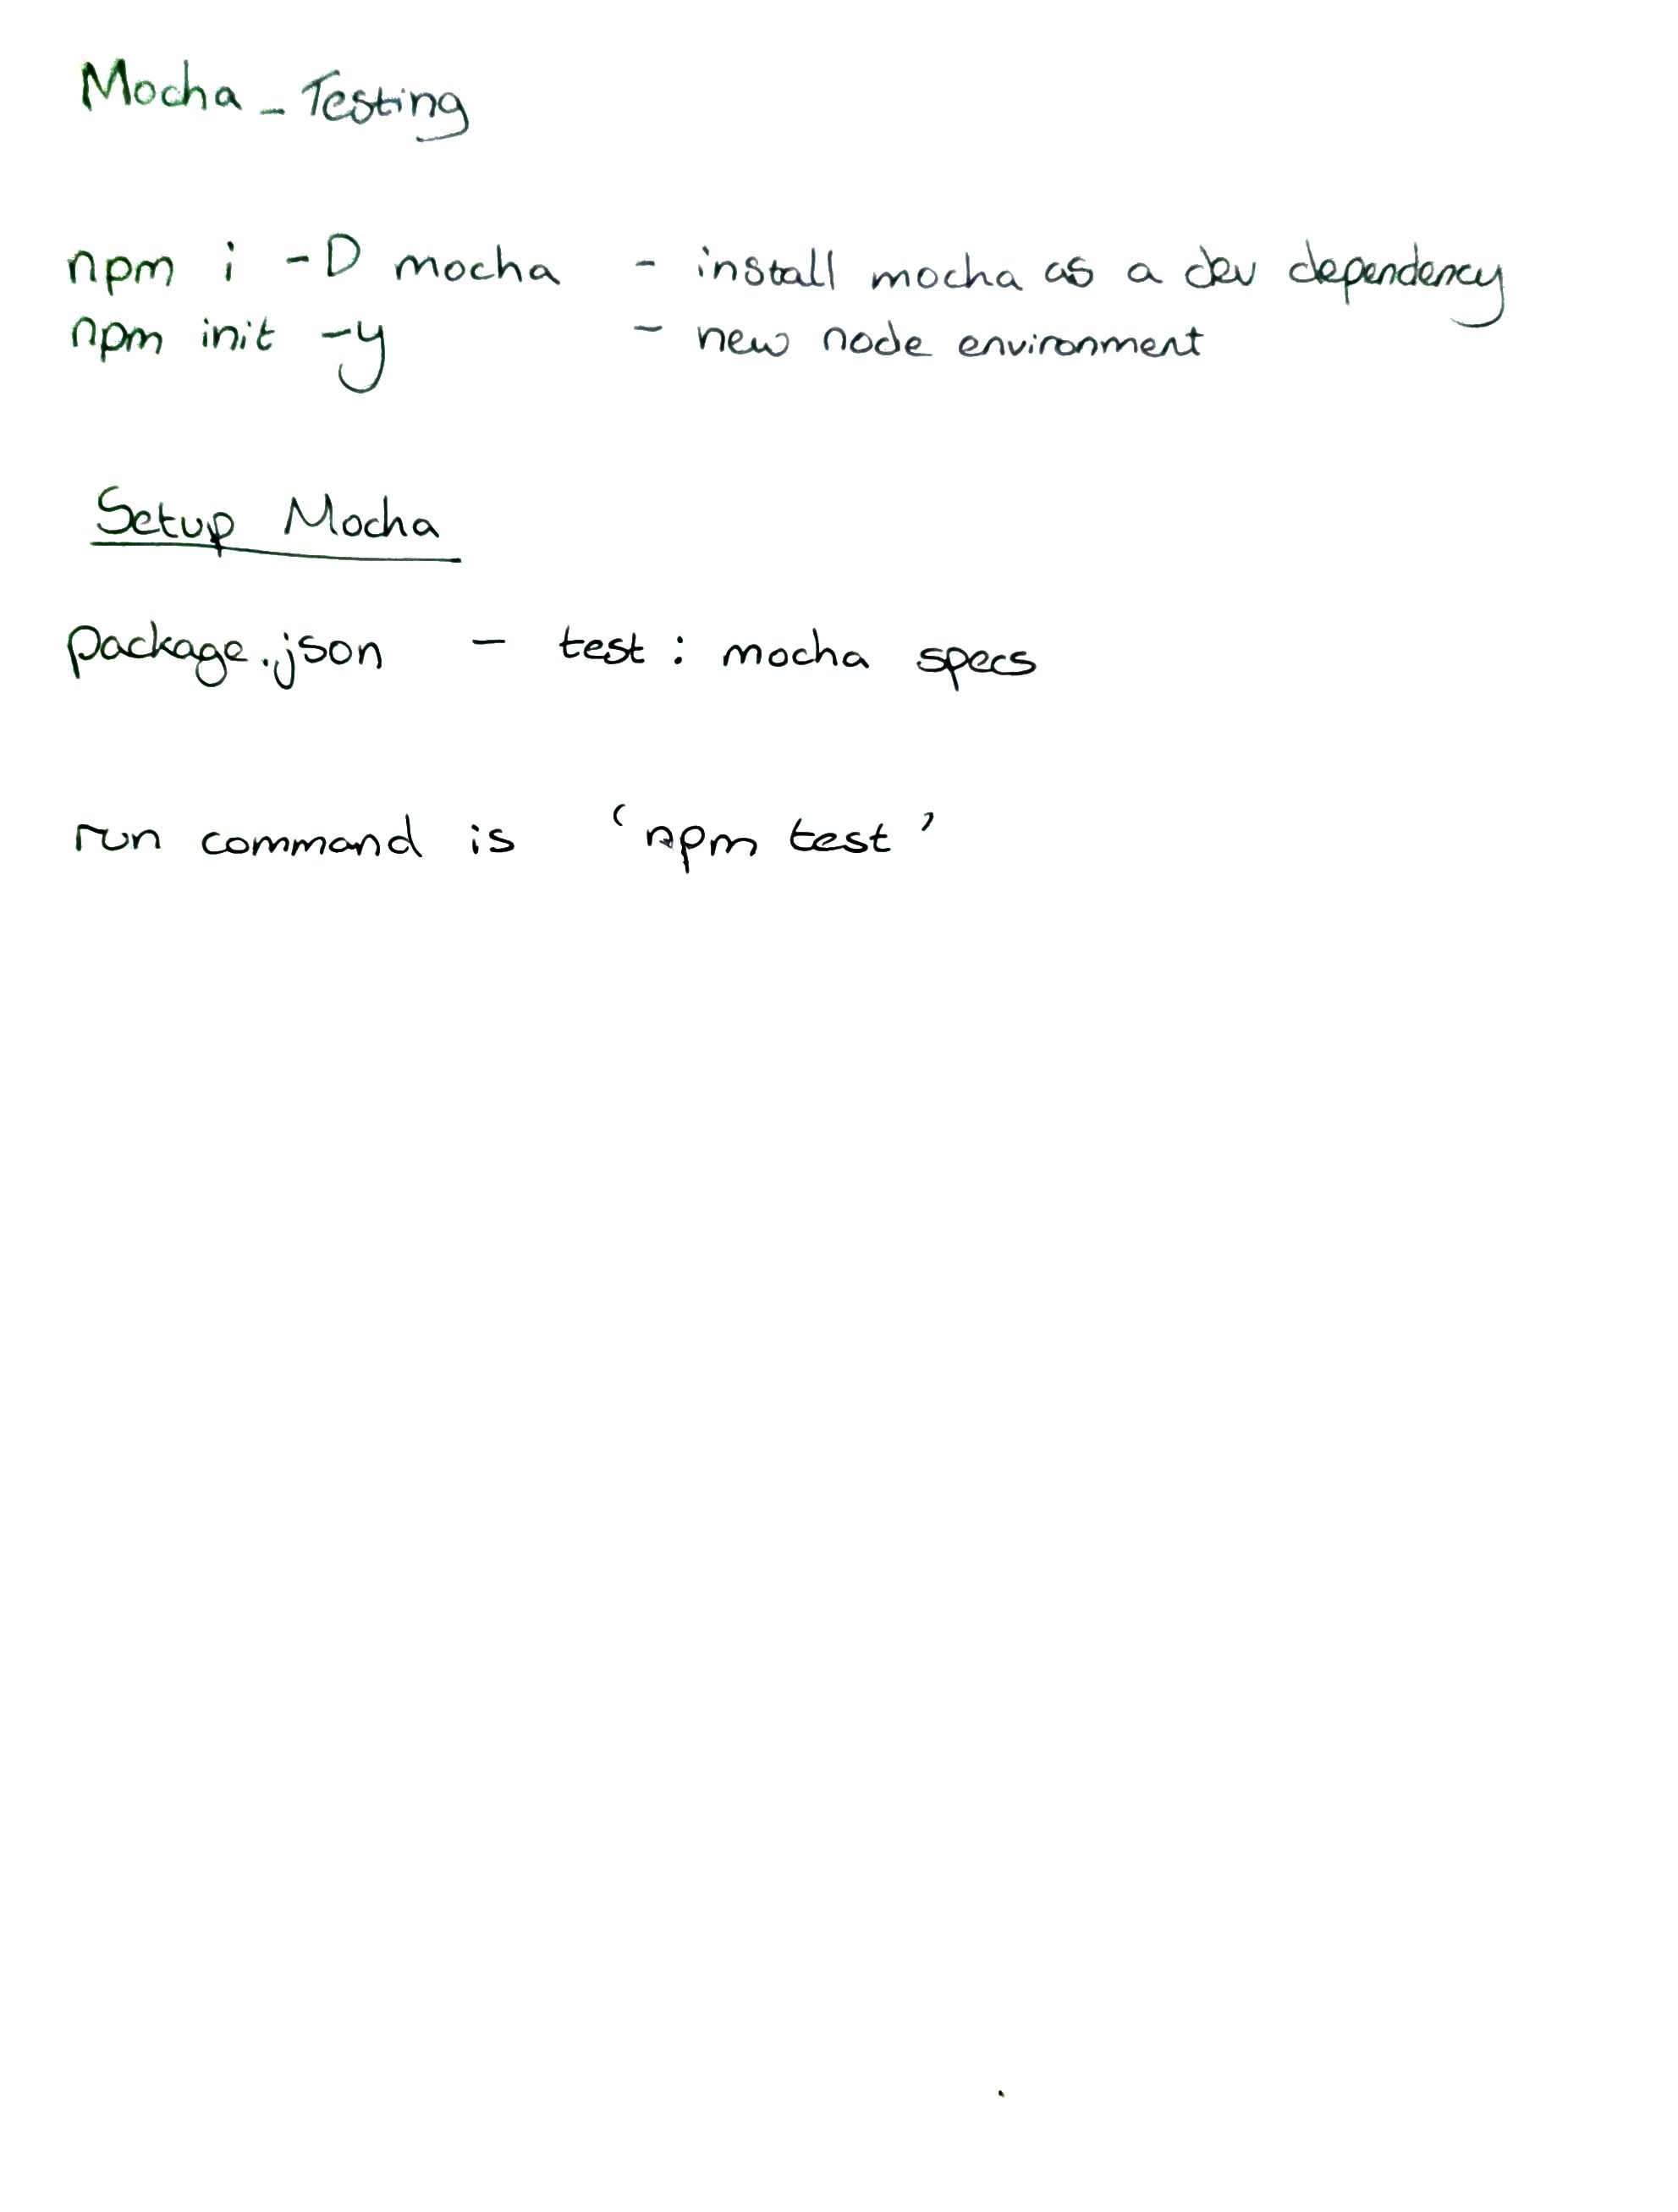 Mocha - Testing
npm i -D mocha - install mocha as a dev dependency
npm init -y - new node environment
Setup Mocha
package.json - test: mocha specs
run command is 'npm test'